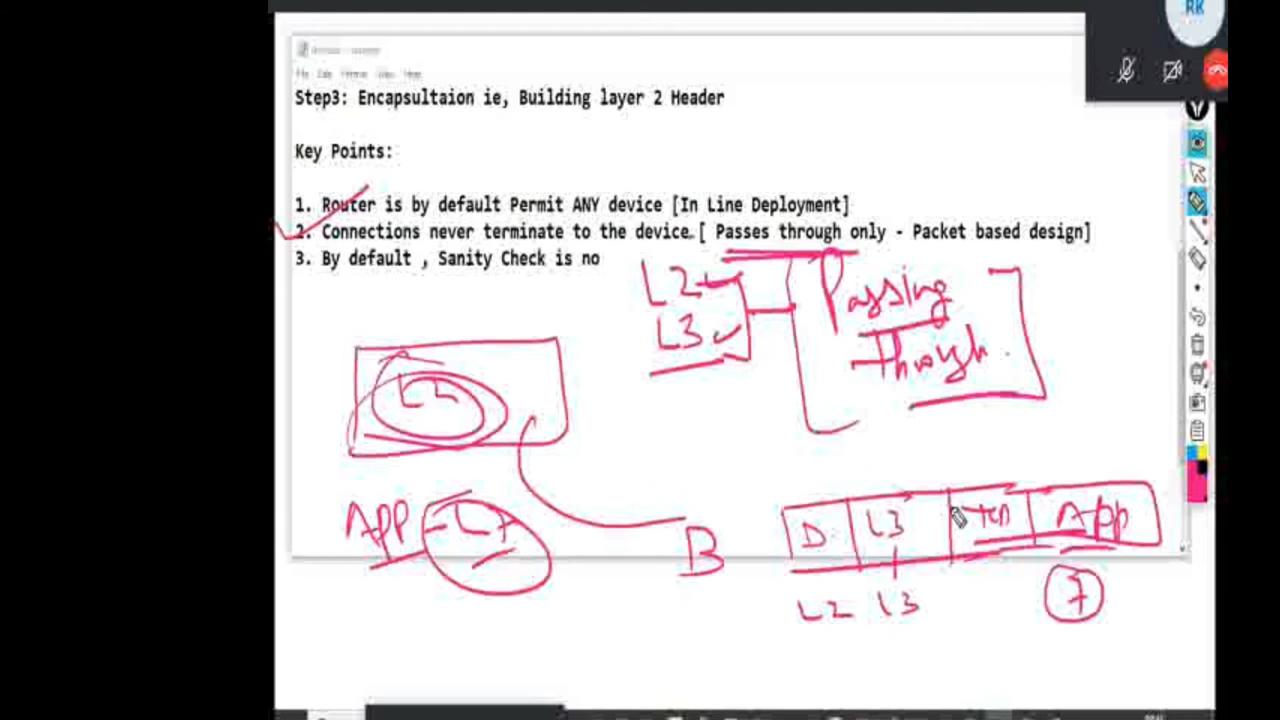 RK
Step3: Encapsultaion ie, Building layer 2 Header
Key Points:
1. Router is by default Permit ANY device [In Line Deployment]
2. Connections never terminate to the device.[ Passes through only - Packet based design]
3. By default , Sanity Check is no
L2
L3
Passing
Through
L2
App - L7
B
D L3 App
L2 L3 7